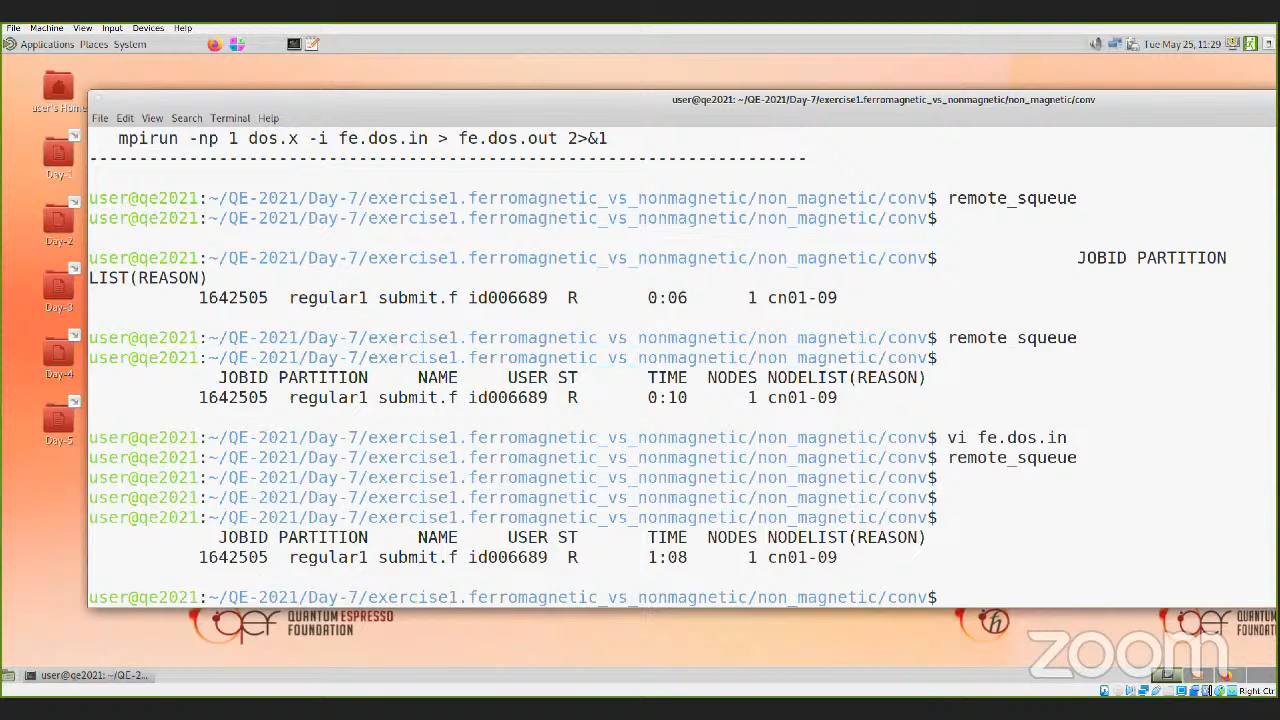 File Machine View Input Devices Help
Applications Places System
Tue May 25, 11:29
user's Home
Day-1
Day-2
Day-3
Day-4
Day-5
user@qe2021: ~/QE-2021/Day-7/exercise1.ferromagnetic_vs_nonmagnetic/non_magnetic/conv
File Edit View Search Terminal Help
mpirun -np 1 dos.x -i fe.dos.in > fe.dos.out 2>&1
------------------------------------------------------------------------
user@qe2021:~/QE-2021/Day-7/exercise1.ferromagnetic_vs_nonmagnetic/non_magnetic/conv$ remote_squeue
user@qe2021:~/QE-2021/Day-7/exercise1.ferromagnetic_vs_nonmagnetic/non_magnetic/conv$
user@qe2021:~/QE-2021/Day-7/exercise1.ferromagnetic_vs_nonmagnetic/non_magnetic/conv$ JOBID PARTITION
LIST(REASON)
1642505 regular1 submit.f id006689 R 0:06 1 cn01-09
user@qe2021:~/QE-2021/Day-7/exercise1.ferromagnetic_vs_nonmagnetic/non_magnetic/conv$ remote_squeue
user@qe2021:~/QE-2021/Day-7/exercise1.ferromagnetic_vs_nonmagnetic/non_magnetic/conv$
JOBID PARTITION NAME USER ST TIME NODES NODELIST(REASON)
1642505 regular1 submit.f id006689 R 0:10 1 cn01-09
user@qe2021:~/QE-2021/Day-7/exercise1.ferromagnetic_vs_nonmagnetic/non_magnetic/conv$ vi fe.dos.in
user@qe2021:~/QE-2021/Day-7/exercise1.ferromagnetic_vs_nonmagnetic/non_magnetic/conv$ remote_squeue
user@qe2021:~/QE-2021/Day-7/exercise1.ferromagnetic_vs_nonmagnetic/non_magnetic/conv$
user@qe2021:~/QE-2021/Day-7/exercise1.ferromagnetic_vs_nonmagnetic/non_magnetic/conv$
user@qe2021:~/QE-2021/Day-7/exercise1.ferromagnetic_vs_nonmagnetic/non_magnetic/conv$
JOBID PARTITION NAME USER ST TIME NODES NODELIST(REASON)
1642505 regular1 submit.f id006689 R 1:08 1 cn01-09
user@qe2021:~/QE-2021/Day-7/exercise1.ferromagnetic_vs_nonmagnetic/non_magnetic/conv$
QUANTUM ESPRESSO
FOUNDATION
QUANTUM
FOUNDAT
zoom
user@qe2021: ~/QE-2...
Right Ctr